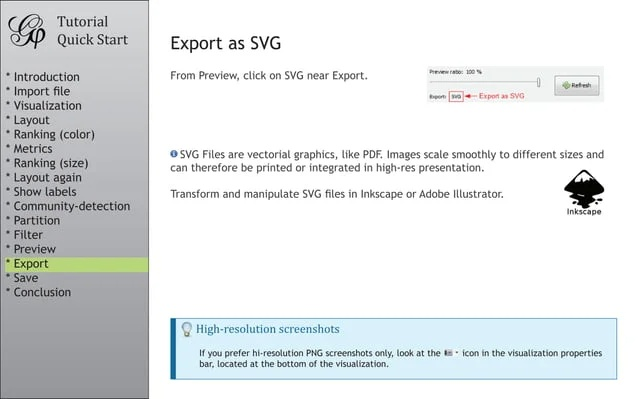 Tutorial
Quick Start
* Introduction
* Import file
* Visualization
* Layout
* Ranking (color)
* Metrics
* Ranking (size)
* Layout again
* Show labels
* Community-detection
* Partition
* Filter
* Preview
* Export
* Save
* Conclusion
Export as SVG
From Preview, click on SVG near Export.
Preview ratio: 100 %
Refresh
Export: SVG Export as SVG
SVG Files are vectorial graphics, like PDF. Images scale smoothly to different sizes and
can therefore be printed or integrated in high-res presentation.
Transform and manipulate SVG files in Inkscape or Adobe Illustrator.
Inkscape
High-resolution screenshots
If you prefer hi-resolution PNG screenshots only, look at the icon in the visualization properties
bar, located at the bottom of the visualization.